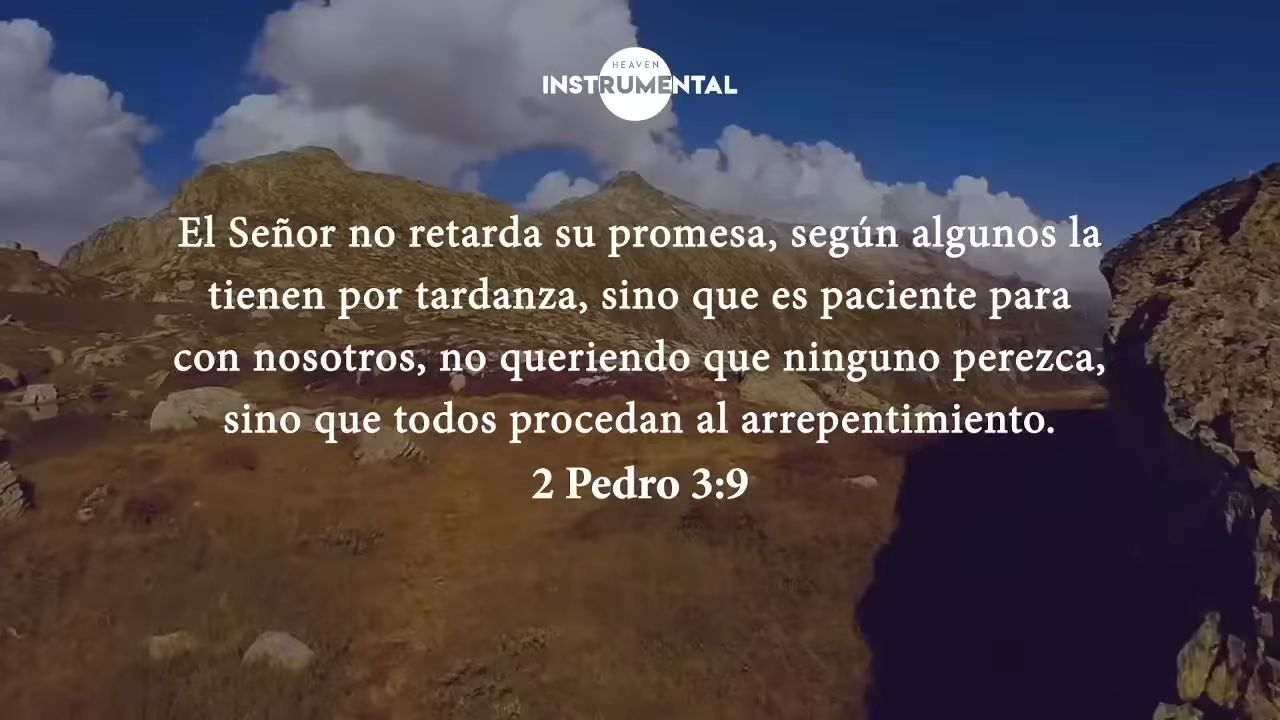 HEAVEN
INSTRUMENTAL
El Señor no retarda su promesa, según algunos la
tienen por tardanza, sino que es paciente para
con nosotros, no queriendo que ninguno perezca,
sino que todos procedan al arrepentimiento.
2 Pedro 3:9